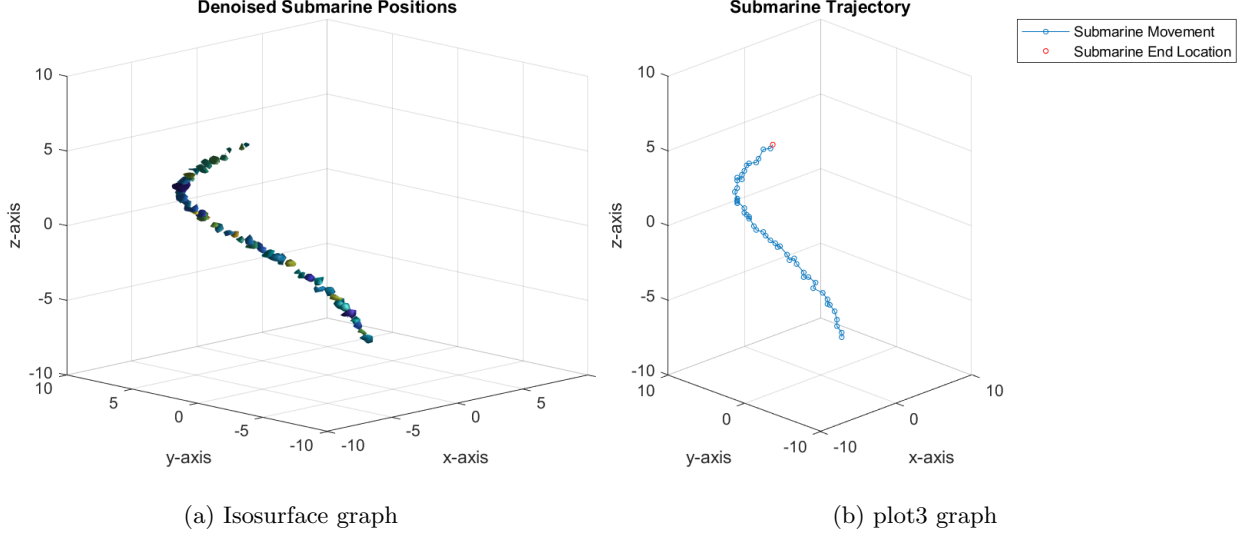 Denoised Submarine Positions
10
5
0
-5
-10
z-axis
10
5
0
-5
-10
y-axis
-10
-5
0
5
x-axis
(a) Isosurface graph
Submarine Trajectory
10
5
0
-5
-10
z-axis
10
0
-10
y-axis
-10
0
10
x-axis
Submarine Movement
Submarine End Location
(b) plot3 graph